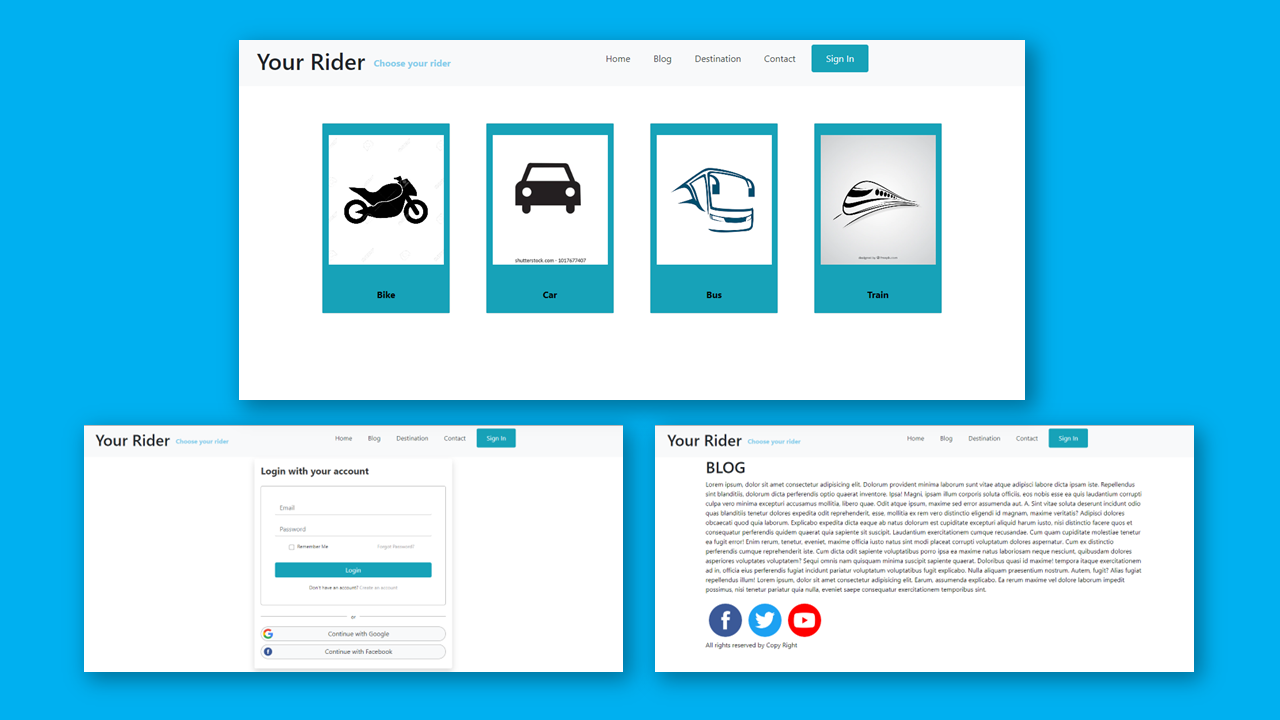 Your Rider Choose your rider Home Blog Destination Contact Sign In
shutterstock.com · 1017677407
designed by freepik.com
Bike Car Bus Train
Your Rider Choose your rider Home Blog Destination Contact Sign In
Login with your account
Email
Password
Remember Me Forgot Password?
Login
Don't have an account? Create an account
or
Continue with Google
Continue with Facebook
Your Rider Choose your rider Home Blog Destination Contact Sign In
BLOG
Lorem ipsum, dolor sit amet consectetur adipisicing elit. Dolorum provident minima laborum sunt vitae atque adipisci labore dicta ipsam iste. Repellendus
sint blanditiis, dolorum dicta perferendis optio quaerat inventore. Ipsa! Magni, ipsam illum corporis soluta officiis, eos nobis esse ea quis laudantium corrupti
culpa vero minima excepturi accusamus mollitia, libero quae. Odit atque ipsum, maxime sed error assumenda aut. A. Sint vitae soluta deserunt incidunt odio
quas blanditiis tenetur dolores expedita odit reprehenderit, esse, mollitia ex rem vero distinctio eligendi id magnam, maxime veritatis? Adipisci dolores
obcaecati quod quia laborum. Explicabo expedita dicta eaque ab natus dolorum est cupiditate excepturi aliquid harum iusto, nisi distinctio facere quos et
consequatur perferendis quidem quaerat quia sapiente sit suscipit. Laudantium exercitationem cumque recusandae. Cum quam cupiditate molestiae tenetur
ea fugit error! Enim rerum, tenetur, eveniet, maxime officia iusto natus sint modi placeat corrupti voluptatum dolores aspernatur. Cum ex distinctio
perferendis cumque reprehenderit iste. Cum dicta odit sapiente voluptatibus porro ipsa ea maxime natus laboriosam neque nesciunt, quibusdam dolores
asperiores voluptates voluptatem? Sequi omnis nam quisquam minima suscipit sapiente quaerat. Doloribus quasi id maxime! tempora itaque exercitationem
ad in, officia eius perferendis fugiat incidunt pariatur voluptatum voluptatibus fugit explicabo. Nulla aliquam praesentium nostrum. Autem, fugit? Alias fugiat
repellendus illum! Lorem ipsum, dolor sit amet consectetur adipisicing elit. Earum, assumenda explicabo. Ea rerum maxime vel dolore laborum impedit
possimus, nisi tenetur pariatur quia nulla, eveniet saepe consequatur exercitationem temporibus sint.
All rights reserved by Copy Right